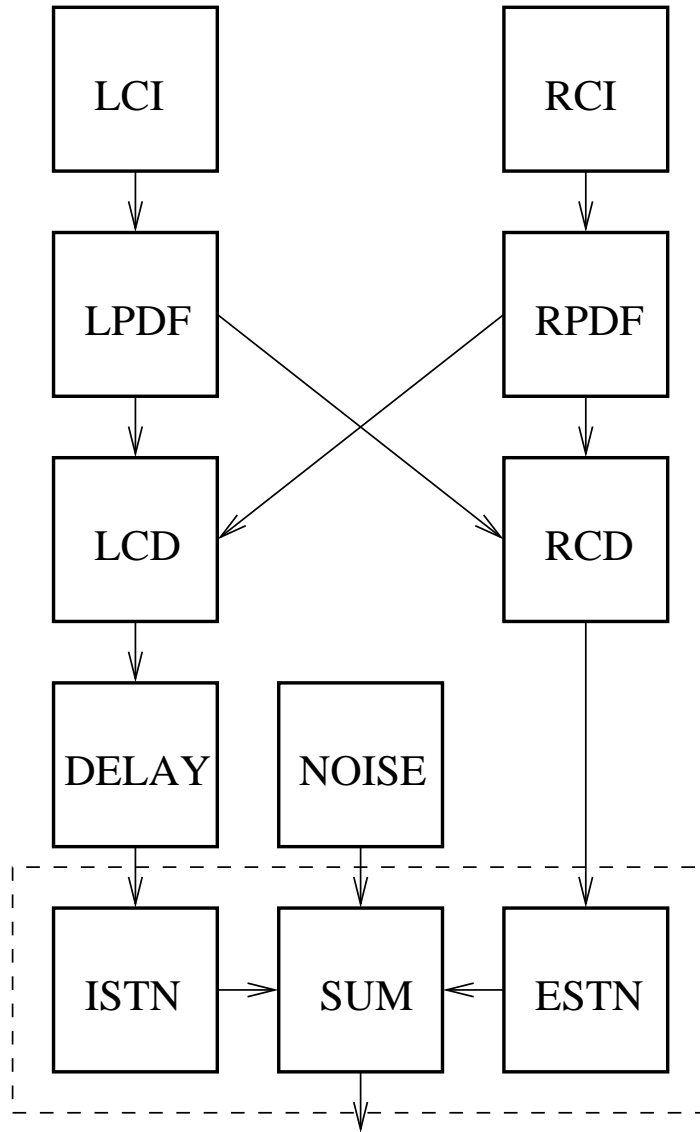 LCI
RCI
LPDF
RPDF
LCD
RCD
DELAY
NOISE
ISTN
SUM
ESTN